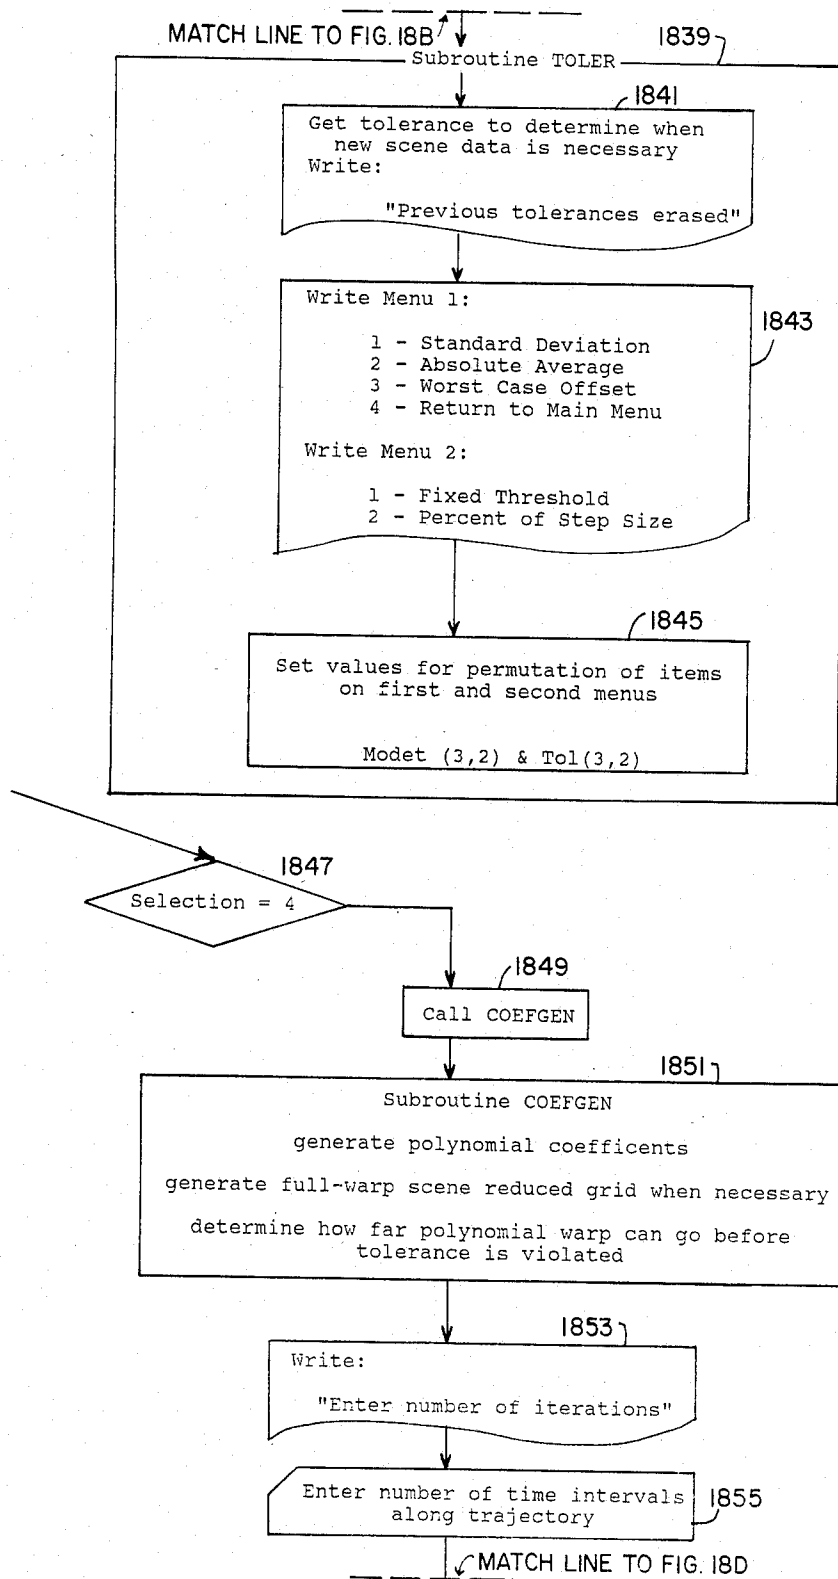 MATCH LINE TO FIG. 18B
1839
Subroutine TOLER
1841
Get tolerance to determine when
new scene data is necessary
Write:
"Previous tolerances erased"
Write Menu 1:
1843
1 - Standard Deviation
2 - Absolute Average
3 - Worst Case Offset
4 - Return to Main Menu
Write Menu 2:
1 - Fixed Threshold
2 - Percent of Step Size
1845
Set values for permutation of items
on first and second menus
Modet (3,2) & Tol(3,2)
1847
Selection = 4
1849
Call COEFGEN
1851
Subroutine COEFGEN
generate polynomial coefficents
generate full-warp scene reduced grid when necessary
determine how far polynomial warp can go before
tolerance is violated
1853
Write:
"Enter number of iterations"
Enter number of time intervals
along trajectory
1855
MATCH LINE TO FIG. 18D